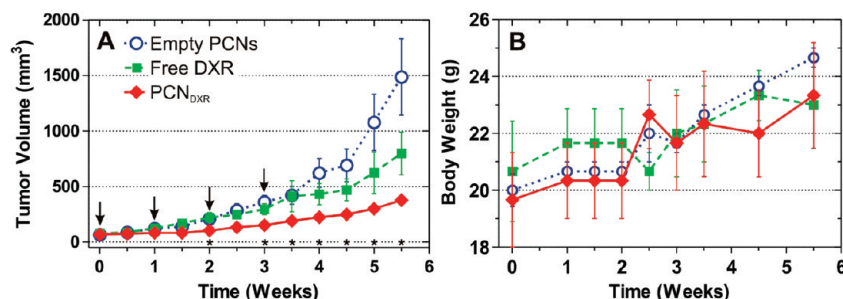 A
Empty PCNs
Free DXR
PCN_DXR
Tumor Volume (mm³)
2000
1500
1000
500
0
* * * * * * *
0 1 2 3 4 5 6
Time (Weeks)
B
Body Weight (g)
26
24
22
20
18
0 1 2 3 4 5 6
Time (Weeks)